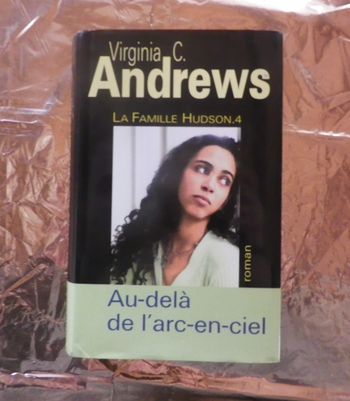 Virginia C.
Andrews
LA FAMILLE HUDSON.4
roman
Au-delà
de l'arc-en-ciel